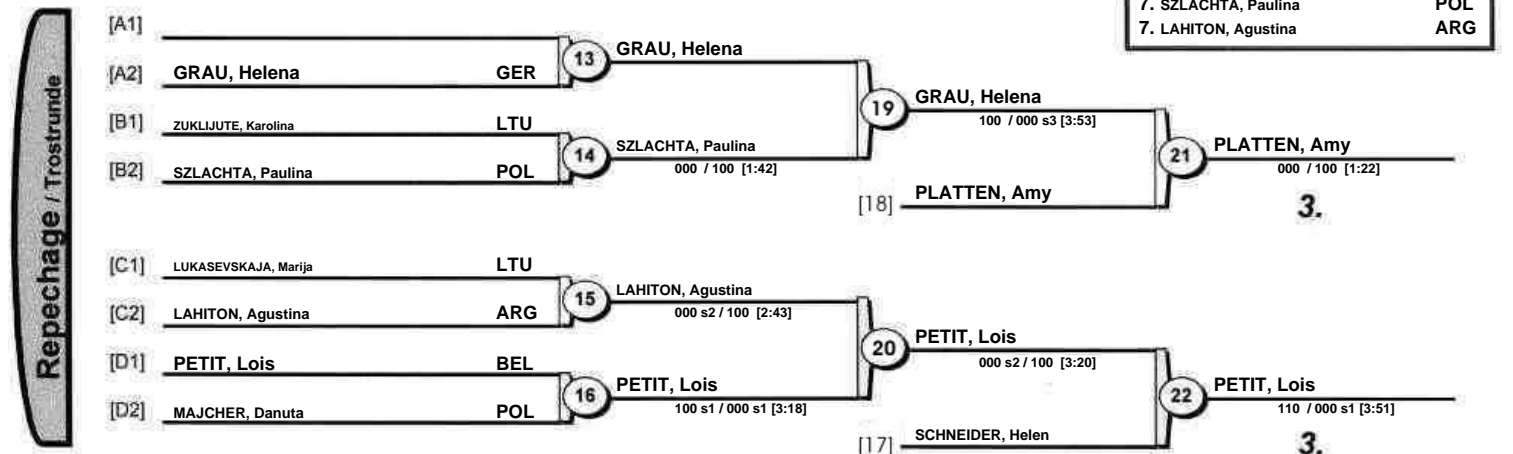 7. SZLACHTA, Paulina POL
7. LAHITON, Agustina ARG
Repechage / Trostrunde
[A1]
[A2] GRAU, Helena GER
13 GRAU, Helena
[B1] ZUKLIJUTE, Karolina LTU
[B2] SZLACHTA, Paulina POL
14 SZLACHTA, Paulina
000 / 100 [1:42]
19 GRAU, Helena
100 / 000 s3 [3:53]
[18] PLATTEN, Amy
21 PLATTEN, Amy
000 / 100 [1:22]
3.
[C1] LUKASEVSKAJA, Marija LTU
[C2] LAHITON, Agustina ARG
15 LAHITON, Agustina
000 s2 / 100 [2:43]
[D1] PETIT, Lois BEL
[D2] MAJCHER, Danuta POL
16 PETIT, Lois
100 s1 / 000 s1 [3:18]
20 PETIT, Lois
000 s2 / 100 [3:20]
[17] SCHNEIDER, Helen
22 PETIT, Lois
110 / 000 s1 [3:51]
3.